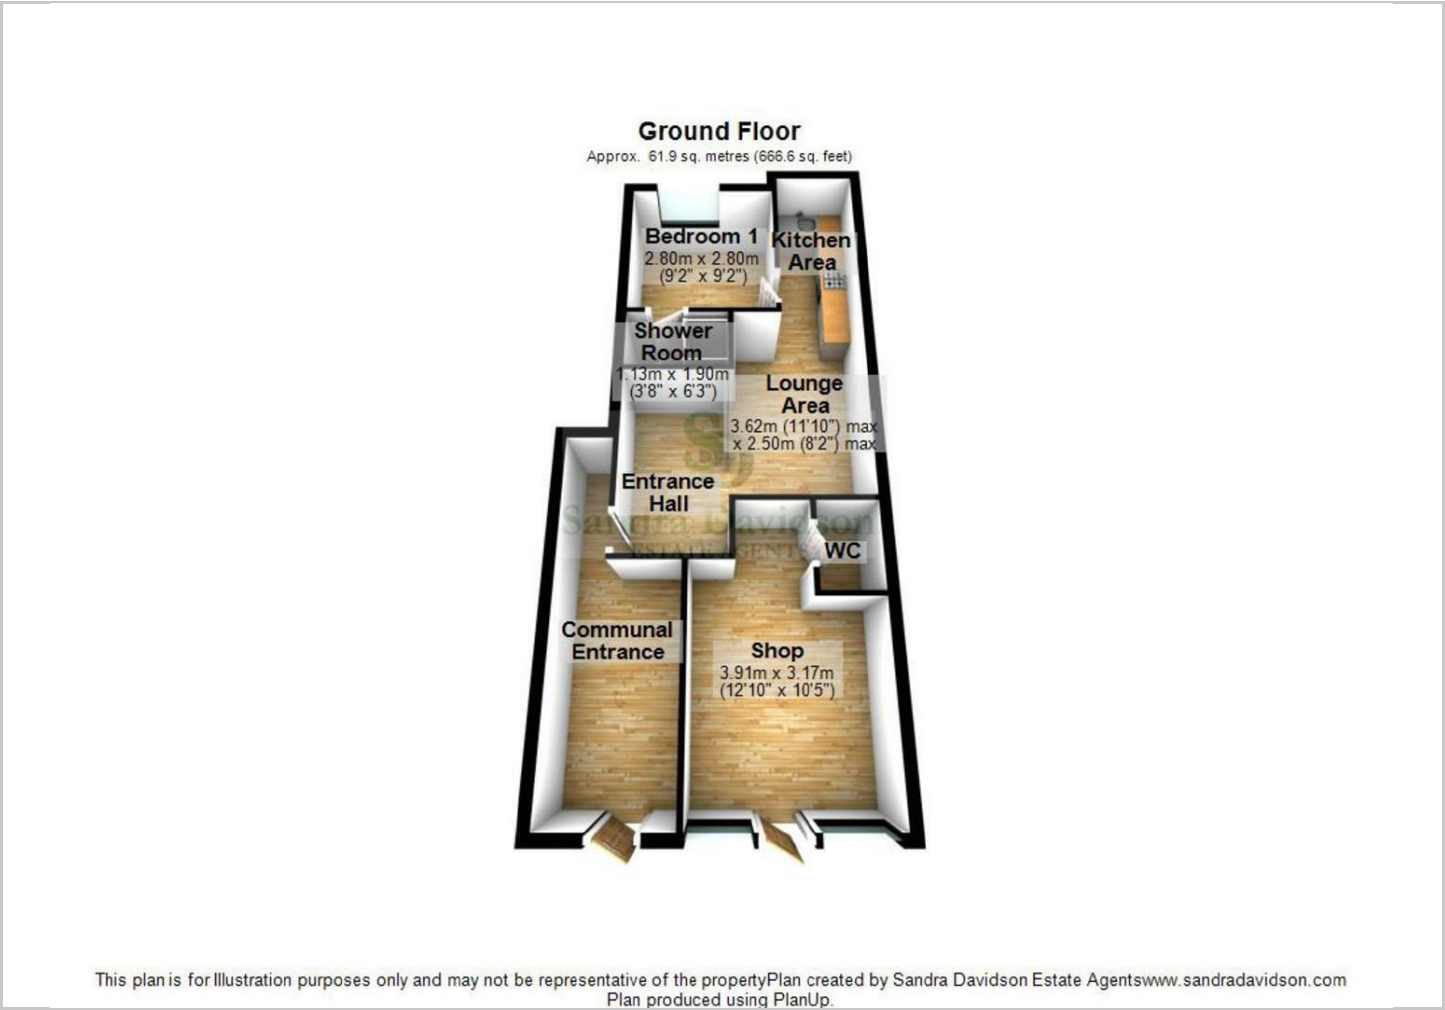 Ground Floor
Approx. 61.9 sq. metres (666.6 sq. feet)
Bedroom 1
2.80m x 2.80m
(9'2" x 9'2")
Kitchen
Area
Shower
Room
1.13m x 1.90m
(3'8" x 6'3")
Lounge
Area
3.62m (11'10") max
x 2.50m (8'2") max
Entrance
Hall
Sandra Davidson
ESTATE AGENTS
WC
Communal
Entrance
Shop
3.91m x 3.17m
(12'10" x 10'5")
This plan is for Illustration purposes only and may not be representative of the propertyPlan created by Sandra Davidson Estate Agentswww.sandradavidson.com
Plan produced using PlanUp.